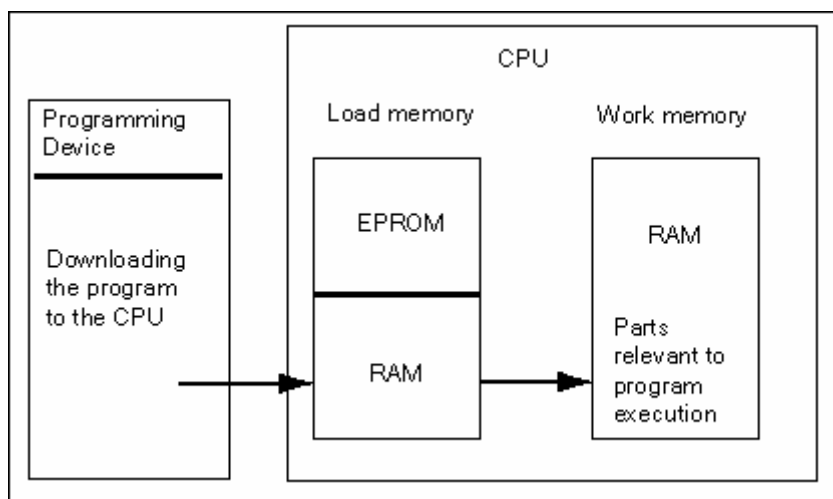 CPU
Programming
Device
Downloading
the program
to the CPU
Load memory
EPROM
RAM
Work memory
RAM
Parts
relevant to
program
execution